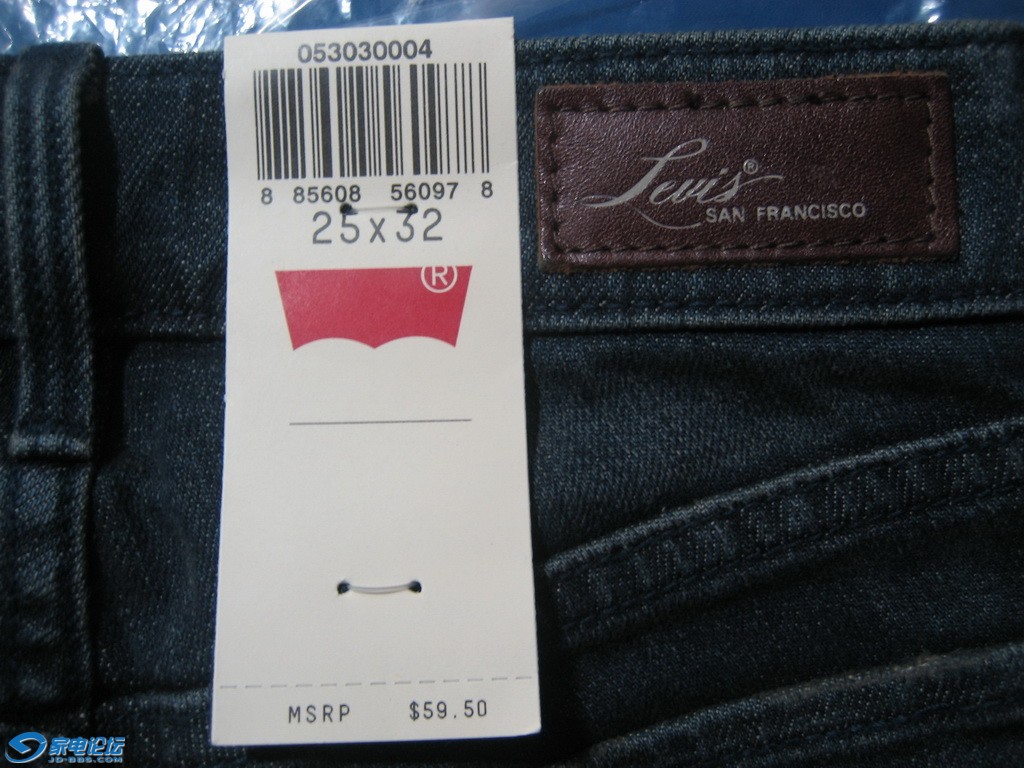 053030004
8 85608 56097 8
25x32
®
Levi's®
SAN FRANCISCO
MSRP $59.50
家电论坛
JD-BBS.COM